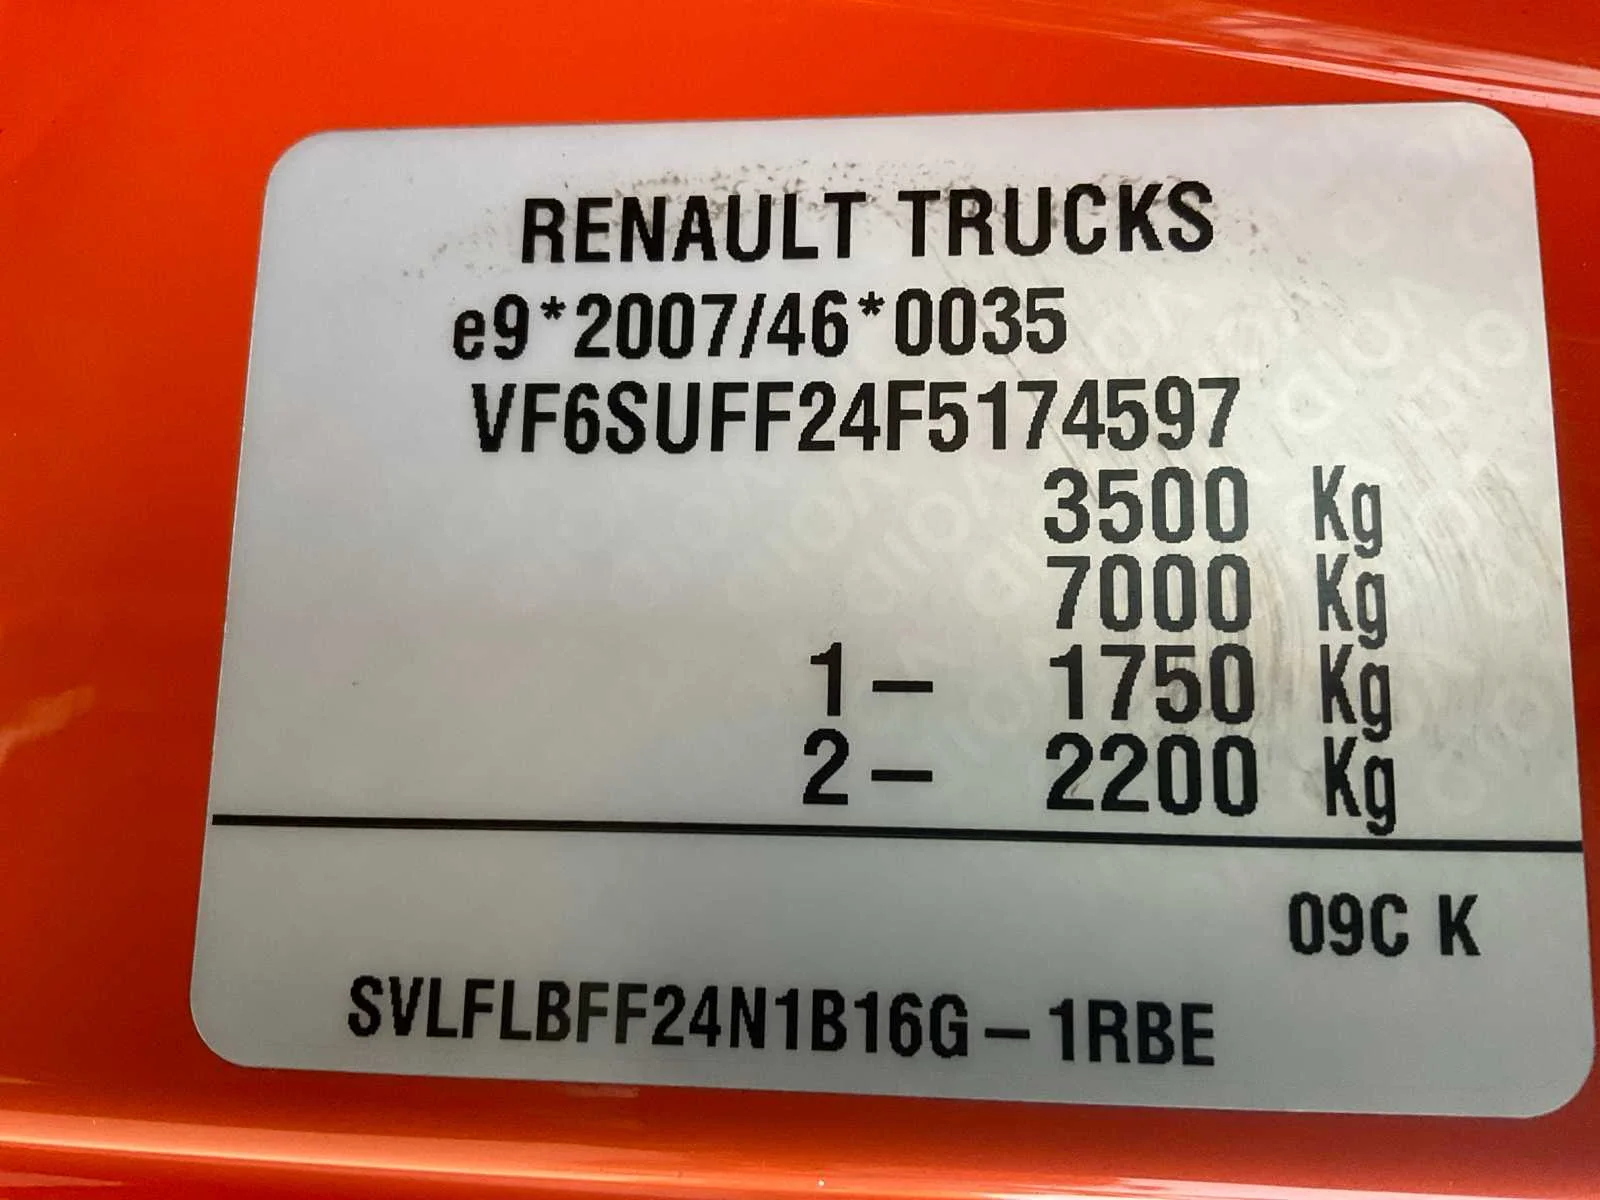 RENAULT TRUCKS
e9*2007/46*0035
VF6SUFF24F5174597
3500 Kg
7000 Kg
1– 1750 Kg
2– 2200 Kg
09C K
SVLFLBFF24N1B16G–1RBE